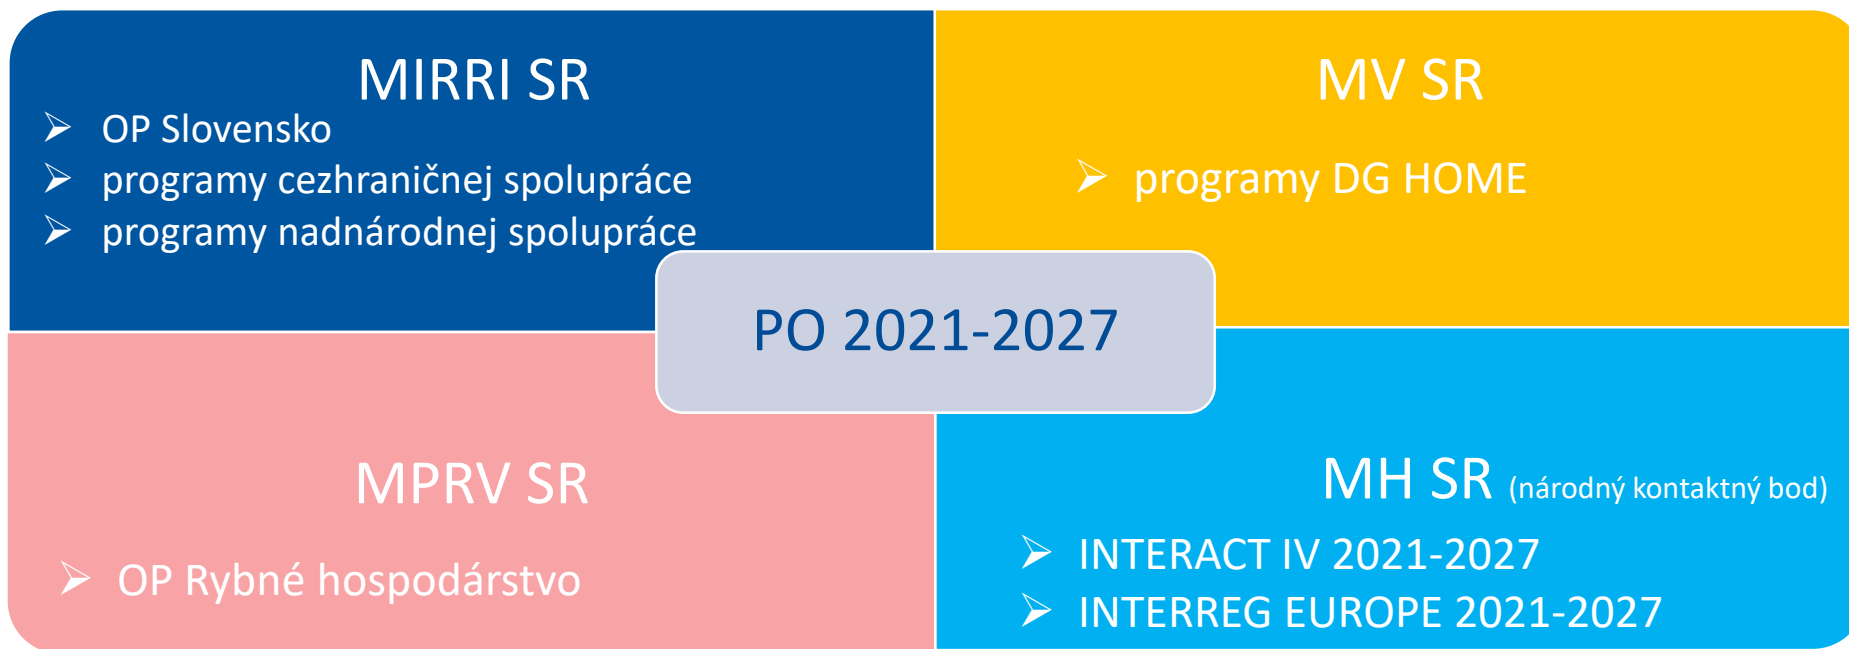 MIRRI SR
➢ OP Slovensko
➢ programy cezhraničnej spolupráce
➢ programy nadnárodnej spolupráce
MV SR
➢ programy DG HOME
PO 2021-2027
MPRV SR
➢ OP Rybné hospodárstvo
MH SR (národný kontaktný bod)
➢ INTERACT IV 2021-2027
➢ INTERREG EUROPE 2021-2027